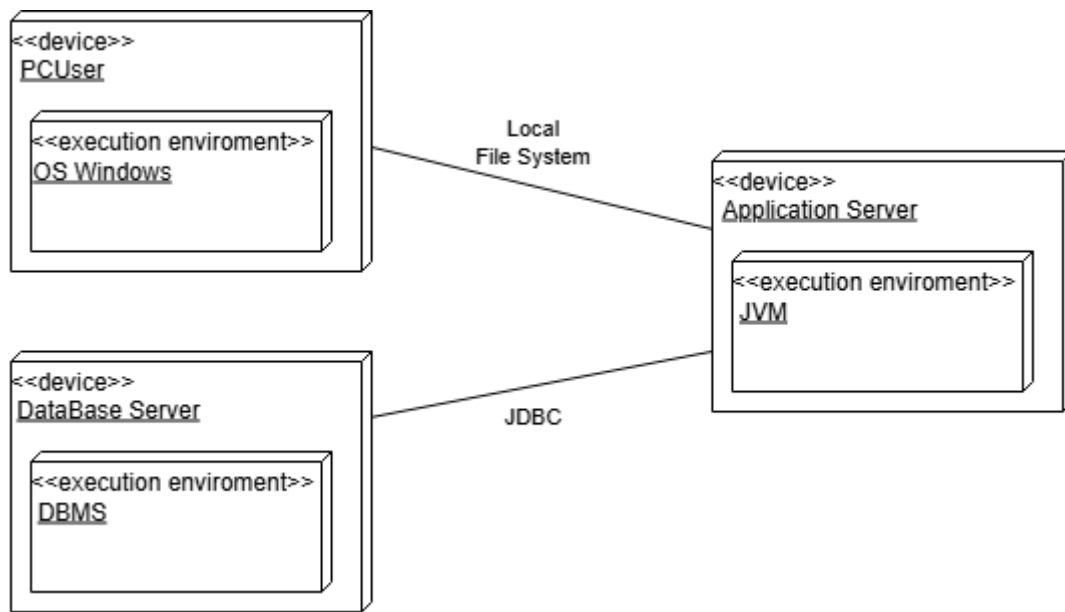 <<device>>
PCUser
<<execution enviroment>>
OS Windows
Local
File System
<<device>>
Application Server
<<execution enviroment>>
JVM
<<device>>
DataBase Server
<<execution enviroment>>
DBMS
JDBC